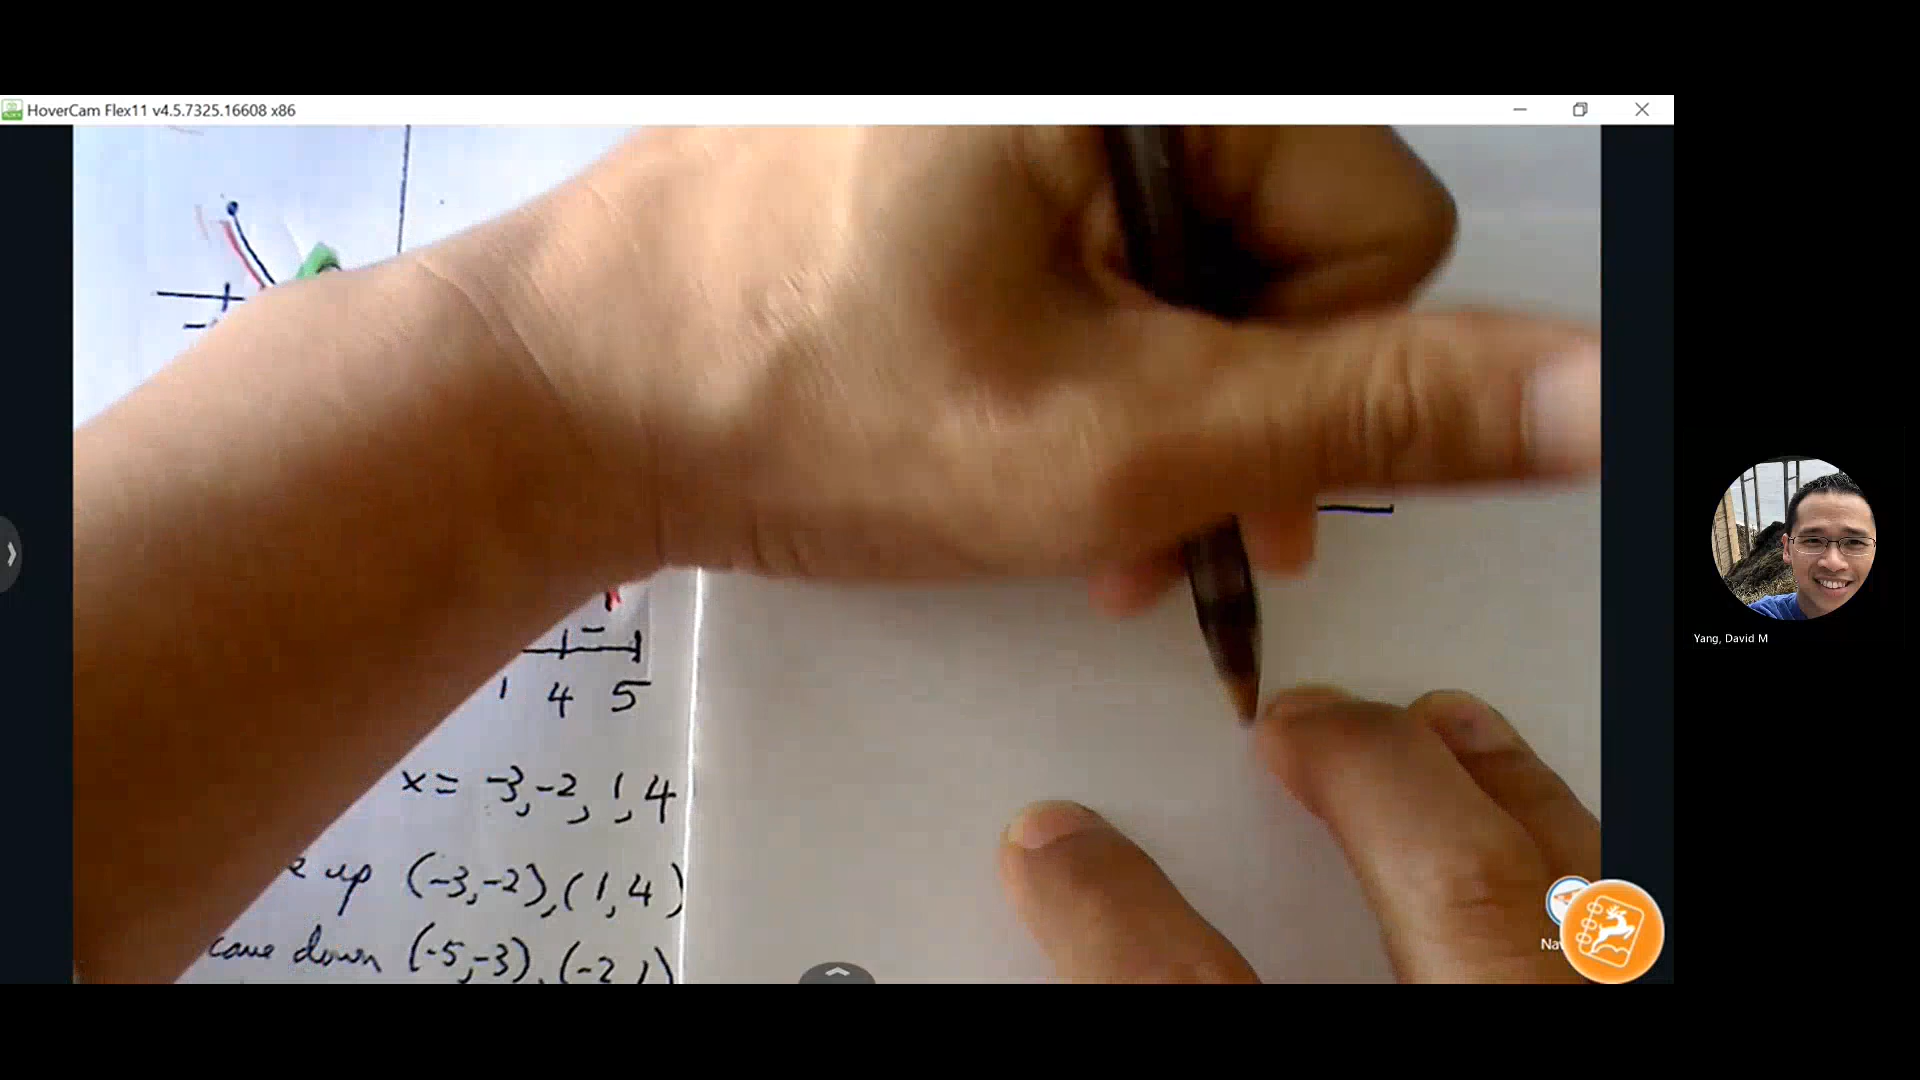 HoverCam Flex11 v4.5.7325.16608 x86
1 4 5
x = -3, -2, 1, 4
up (-3,-2), (1,4)
cave down (-5,-3), (-2,1)
Yang, David M